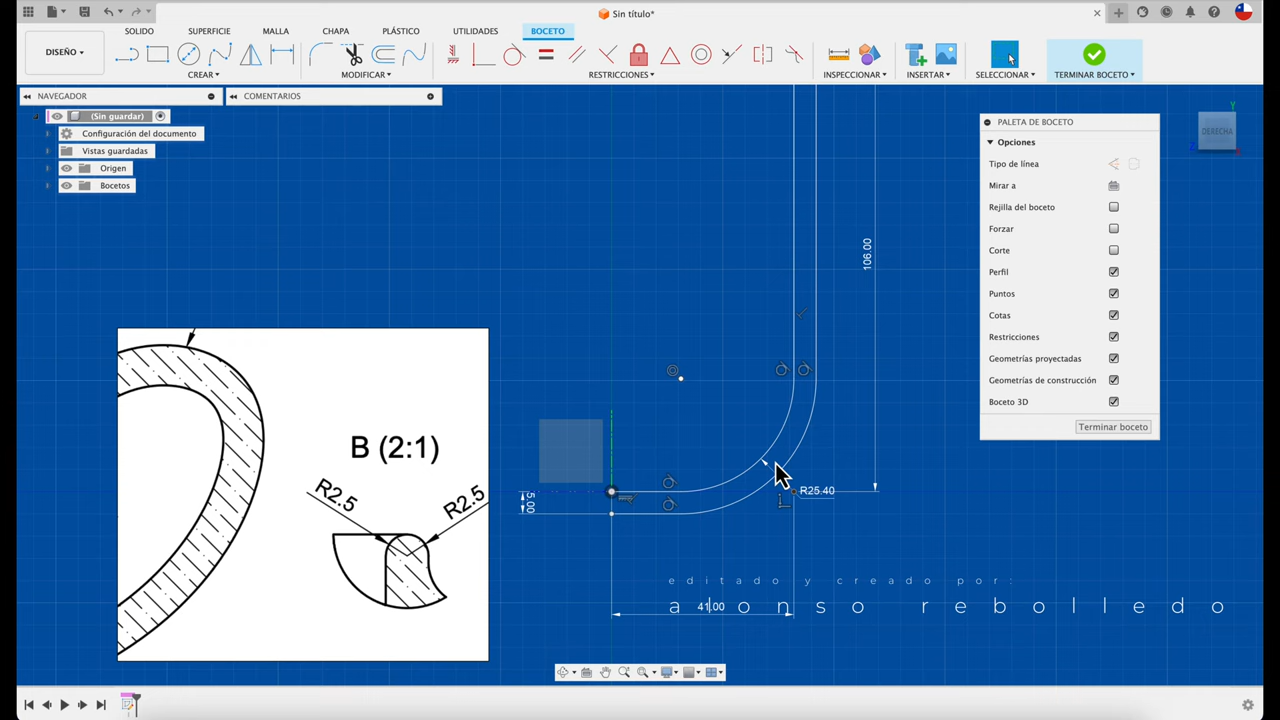 Sin título*
SOLIDO SUPERFICIE MALLA CHAPA PLÁSTICO UTILIDADES BOCETO
DISEÑO
CREAR MODIFICAR RESTRICCIONES INSPECCIONAR INSERTAR SELECCIONAR TERMINAR BOCETO
NAVEGADOR
COMENTARIOS
(Sin guardar)
Configuración del documento
Vistas guardadas
Origen
Bocetos
PALETA DE BOCETO
Opciones
Tipo de línea
Mirar a
Rejilla del boceto
Forzar
Corte
Perfil
Puntos
Cotas
Restricciones
Geometrías proyectadas
Geometrías de construcción
Boceto 3D
Terminar boceto
Y
DERECHA
106.00
B (2:1)
R2.5
R2.5
5.00
R25.40
41.00
editado y creado por:
alonso rebolledo